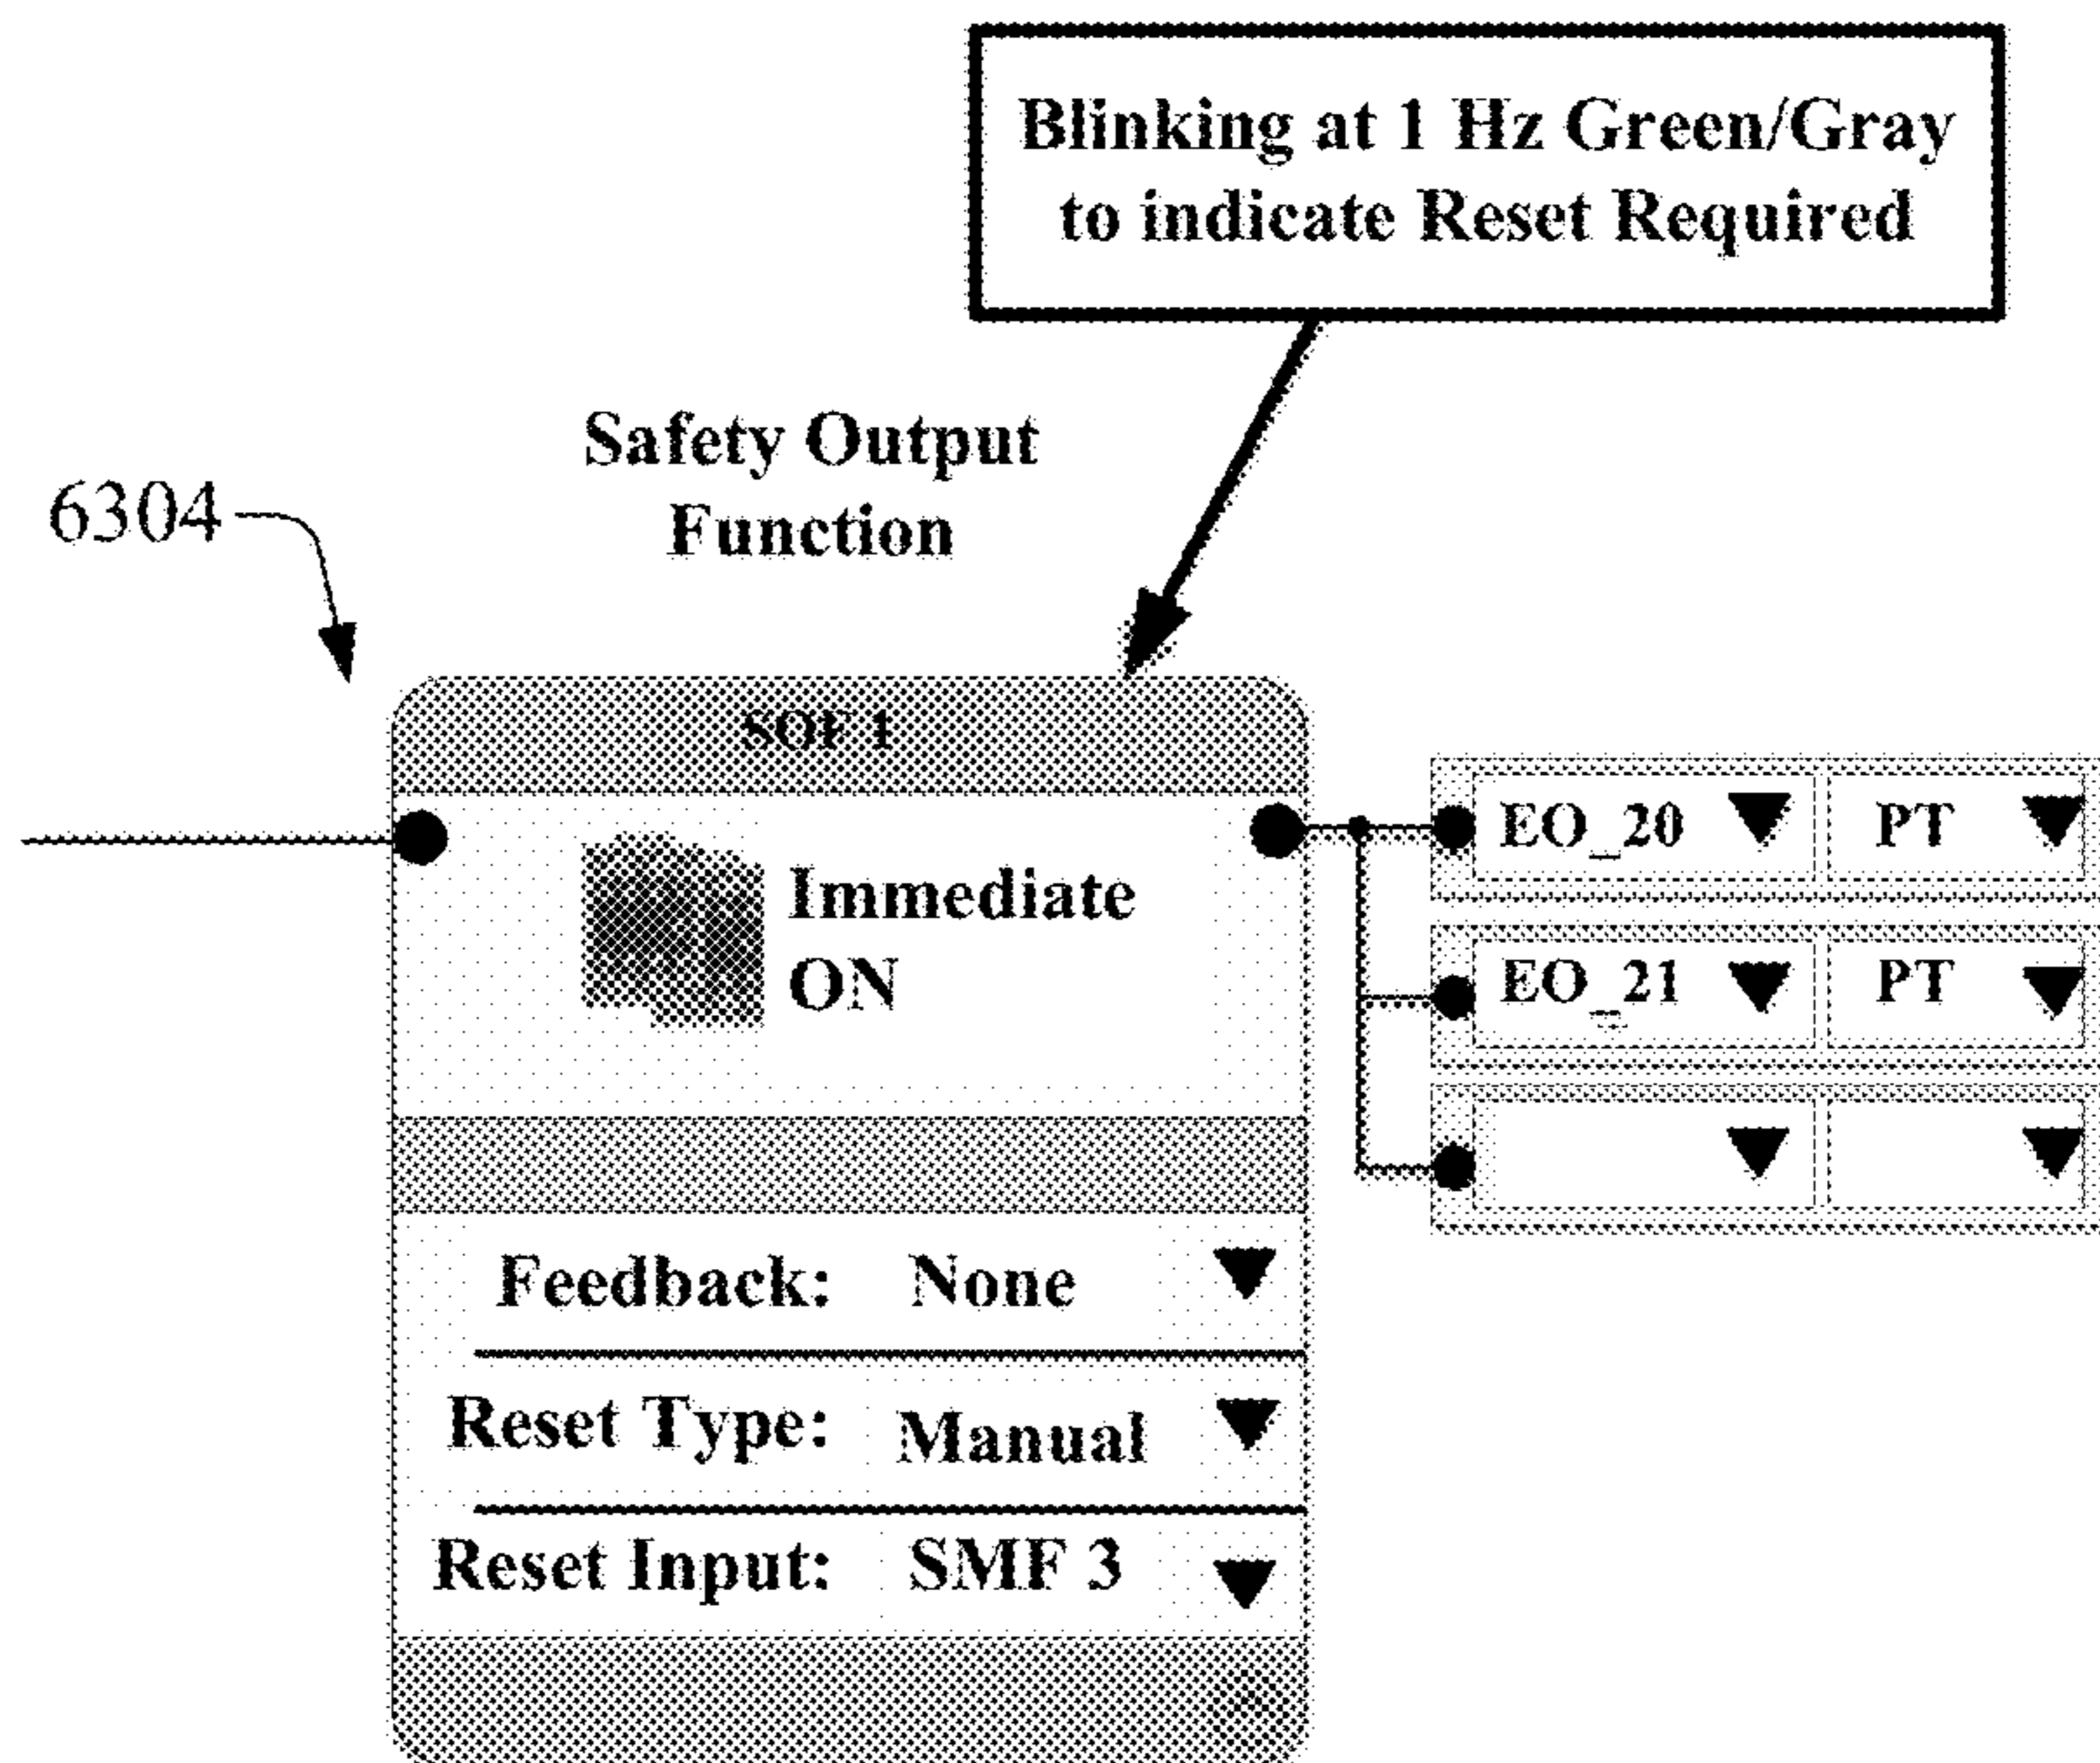 Blinking at 1 Hz Green/Gray
to indicate Reset Required
Safety Output
Function
6304
SOF 1
Immediate
ON
EO_20 PT
EO_21 PT
Feedback: None
Reset Type: Manual
Reset Input: SMF 3